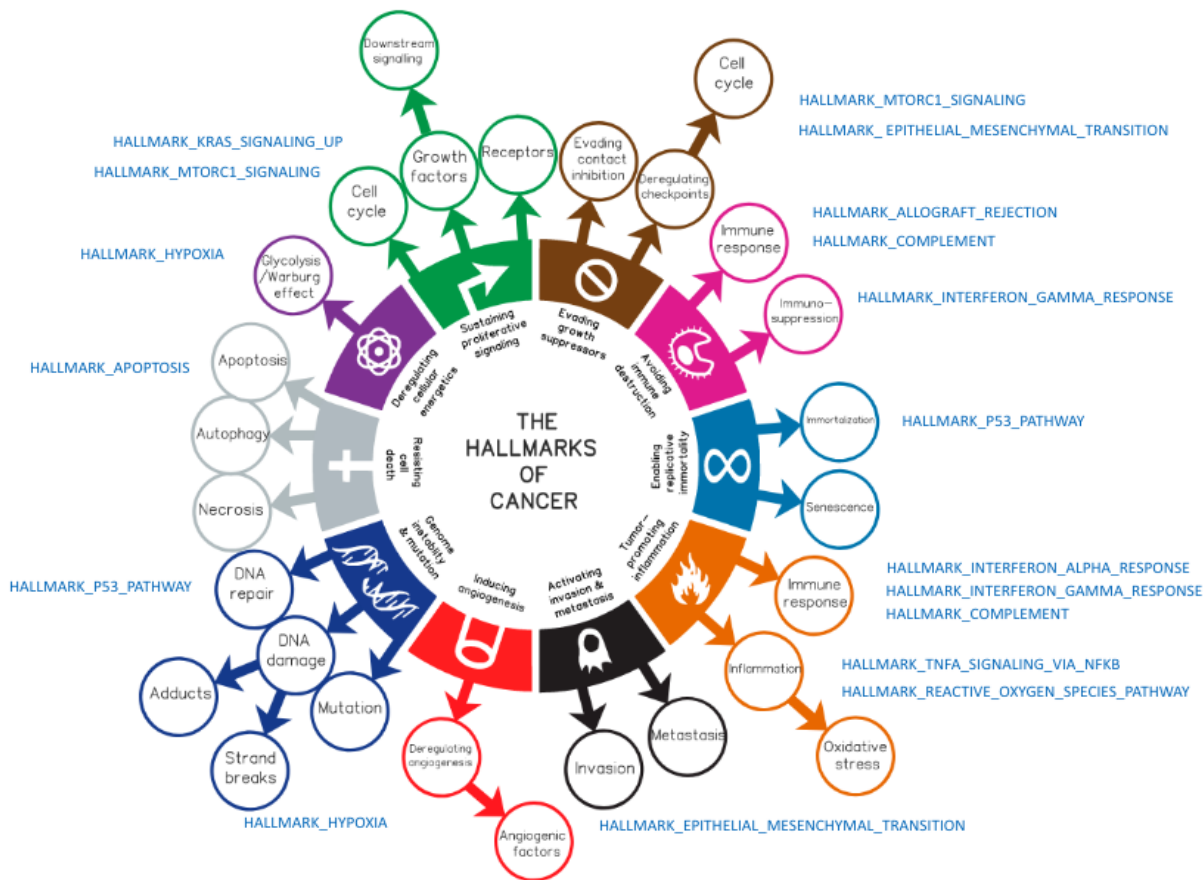 Downstream
signalling
Cell
cycle
HALLMARK_MTORC1_SIGNALING
HALLMARK_ EPITHELIAL_MESENCHYMAL_TRANSITION
HALLMARK_KRAS_SIGNALING_UP
HALLMARK_MTORC1_SIGNALING
Growth
factors
Receptors
Evading
contact
inhibition
Deregulating
checkpoints
Cell
cycle
HALLMARK_ALLOGRAFT_REJECTION
HALLMARK_COMPLEMENT
Immune
response
HALLMARK_HYPOXIA
Glycolysis
/Warburg
effect
Immuno-
suppression
HALLMARK_INTERFERON_GAMMA_RESPONSE
Sustaining
proliferative
signaling
Evading
growth
suppressors
Deregulating
cellular
energetics
Avoiding
immune
destruction
HALLMARK_APOPTOSIS
Apoptosis
Autophagy
Necrosis
Resisting
cell
death
THE
HALLMARKS
OF
CANCER
Enabling
replicative
immortality
Immortalization
HALLMARK_P53_PATHWAY
Senescence
Genome
instability
& mutation
Inducing
angiogenesis
Activating
invasion &
metastasis
Tumor-
promoting
inflammation
HALLMARK_P53_PATHWAY
DNA
repair
DNA
damage
Adducts
Strand
breaks
Mutation
Immune
response
HALLMARK_INTERFERON_ALPHA_RESPONSE
HALLMARK_INTERFERON_GAMMA_RESPONSE
HALLMARK_COMPLEMENT
Inflammation
HALLMARK_TNFA_SIGNALING_VIA_NFKB
HALLMARK_REACTIVE_OXYGEN_SPECIES_PATHWAY
Oxidative
stress
Metastasis
Invasion
Deregulating
angiogenesis
Angiogenic
factors
HALLMARK_HYPOXIA
HALLMARK_EPITHELIAL_MESENCHYMAL_TRANSITION